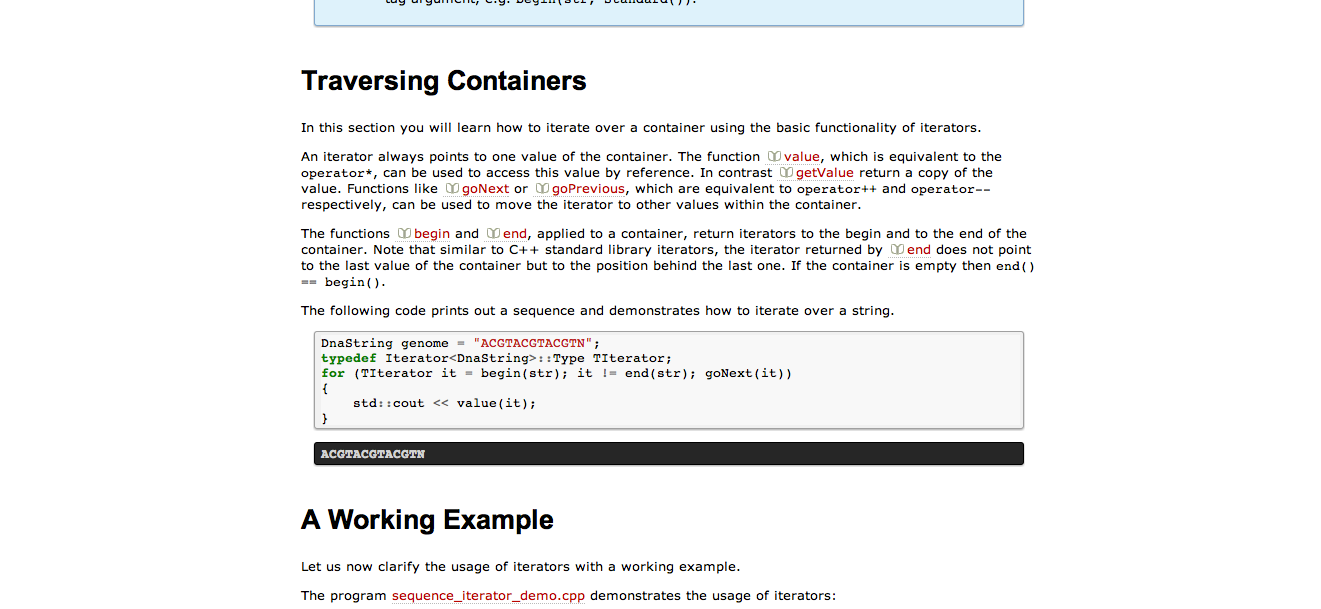 tag argument, e.g. begin(str, Standard()).
Traversing Containers
In this section you will learn how to iterate over a container using the basic functionality of iterators.
An iterator always points to one value of the container. The function value, which is equivalent to the
operator*, can be used to access this value by reference. In contrast getValue return a copy of the
value. Functions like goNext or goPrevious, which are equivalent to operator++ and operator--
respectively, can be used to move the iterator to other values within the container.
The functions begin and end, applied to a container, return iterators to the begin and to the end of the
container. Note that similar to C++ standard library iterators, the iterator returned by end does not point
to the last value of the container but to the position behind the last one. If the container is empty then end()
== begin().
The following code prints out a sequence and demonstrates how to iterate over a string.
DnaString genome = "ACGTACGTACGTN";
typedef Iterator<DnaString>::Type TIterator;
for (TIterator it = begin(str); it != end(str); goNext(it))
{
    std::cout << value(it);
}
ACGTACGTACGTN
A Working Example
Let us now clarify the usage of iterators with a working example.
The program sequence_iterator_demo.cpp demonstrates the usage of iterators: